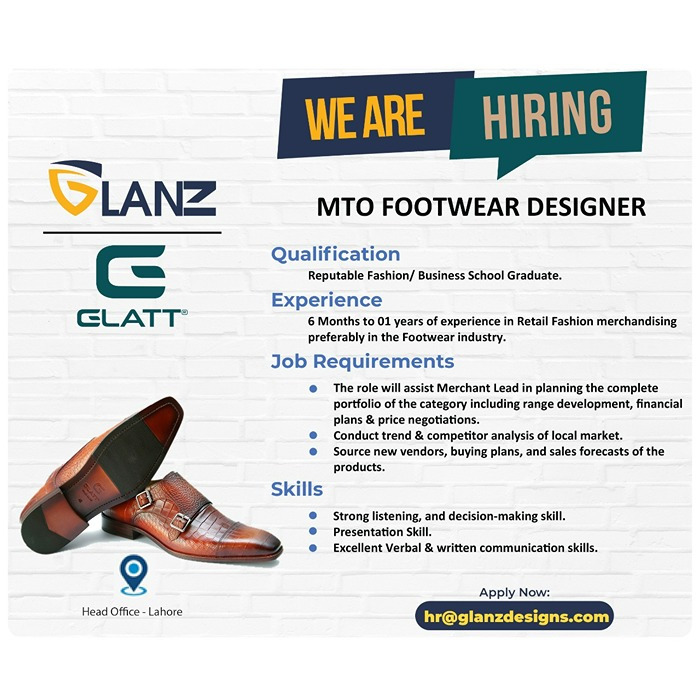 WE ARE HIRING
GLANZ
GLATT®
MTO FOOTWEAR DESIGNER
Qualification
Reputable Fashion/ Business School Graduate.
Experience
6 Months to 01 years of experience in Retail Fashion merchandising
preferably in the Footwear industry.
Job Requirements
The role will assist Merchant Lead in planning the complete
portfolio of the category including range development, financial
plans & price negotiations.
Conduct trend & competitor analysis of local market.
Source new vendors, buying plans, and sales forecasts of the
products.
Skills
Strong listening, and decision-making skill.
Presentation Skill.
Excellent Verbal & written communication skills.
GLATT
Head Office - Lahore
Apply Now:
hr@glanzdesigns.com